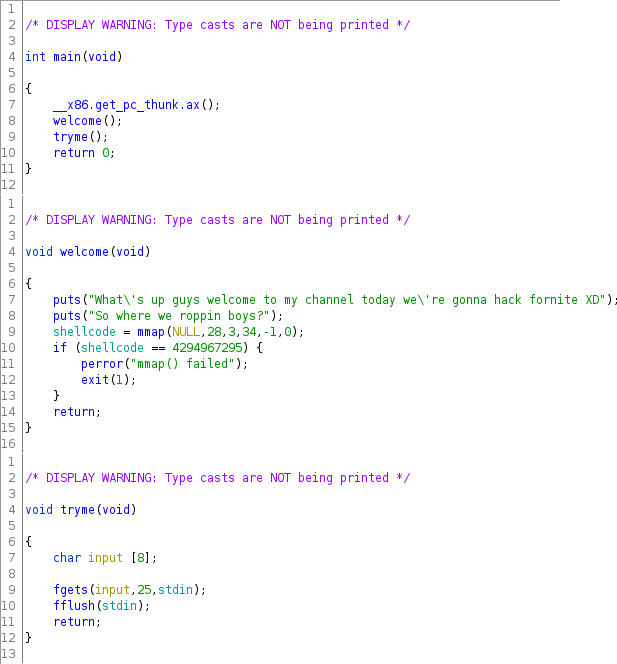 1
2 /* DISPLAY WARNING: Type casts are NOT being printed */
3
4 int main(void)
5
6 {
7     __x86.get_pc_thunk.ax();
8     welcome();
9     tryme();
10     return 0;
11 }
12
1
2 /* DISPLAY WARNING: Type casts are NOT being printed */
3
4 void welcome(void)
5
6 {
7     puts("What\'s up guys welcome to my channel today we\'re gonna hack fornite XD");
8     puts("So where we roppin boys?");
9     shellcode = mmap(NULL,28,3,34,-1,0);
10     if (shellcode == 4294967295) {
11         perror("mmap() failed");
12         exit(1);
13     }
14     return;
15 }
16
1
2 /* DISPLAY WARNING: Type casts are NOT being printed */
3
4 void tryme(void)
5
6 {
7     char input [8];
8
9     fgets(input,25,stdin);
10     fflush(stdin);
11     return;
12 }
13